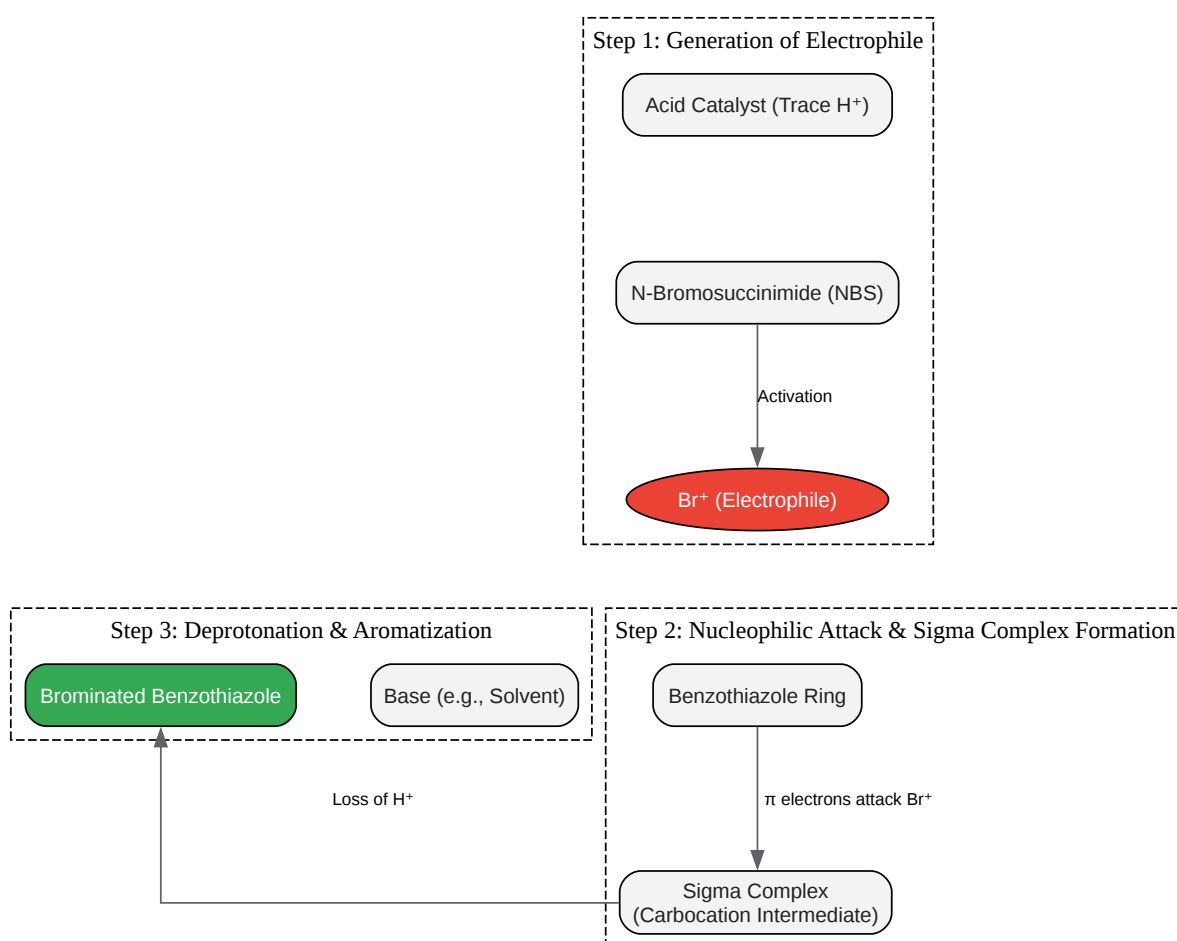 Step 1: Generation of Electrophile
Acid Catalyst (Trace H⁺)
N-Bromosuccinimide (NBS)
Activation
Br⁺ (Electrophile)
Step 2: Nucleophilic Attack & Sigma Complex Formation
Benzothiazole Ring
π electrons attack Br⁺
Sigma Complex
(Carbocation Intermediate)
Step 3: Deprotonation & Aromatization
Brominated Benzothiazole
Base (e.g., Solvent)
Loss of H⁺